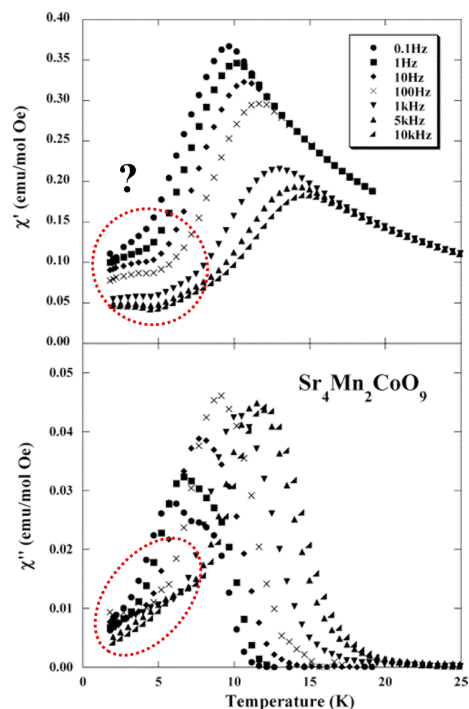 χ' (emu/mol Oe)
0.40
0.35
0.30
0.25
0.20
0.15
0.10
0.05
0.00
0.1Hz
1Hz
10Hz
100Hz
1kHz
5kHz
10kHz
?
χ'' (emu/mol Oe)
0.05
0.04
0.03
0.02
0.01
0.00
Sr₄Mn₂CoO₉
0 5 10 15 20 25
Temperature (K)